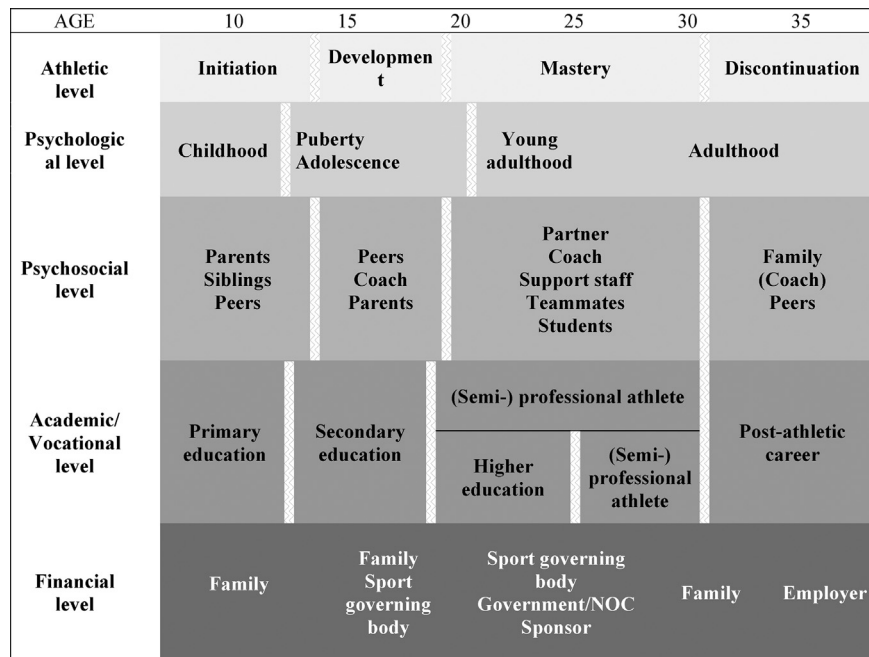 AGE 10 15 20 25 30 35
Athletic
level
Initiation
Developmen
t
Mastery
Discontinuation
Psychologic
al level
Childhood
Puberty
Adolescence
Young
adulthood
Adulthood
Psychosocial
level
Parents
Siblings
Peers
Peers
Coach
Parents
Partner
Coach
Support staff
Teammates
Students
Family
(Coach)
Peers
Academic/
Vocational
level
Primary
education
Secondary
education
(Semi-) professional athlete
Higher
education
(Semi-)
professional
athlete
Post-athletic
career
Financial
level
Family
Family
Sport
governing
body
Sport governing
body
Government/NOC
Sponsor
Family
Employer